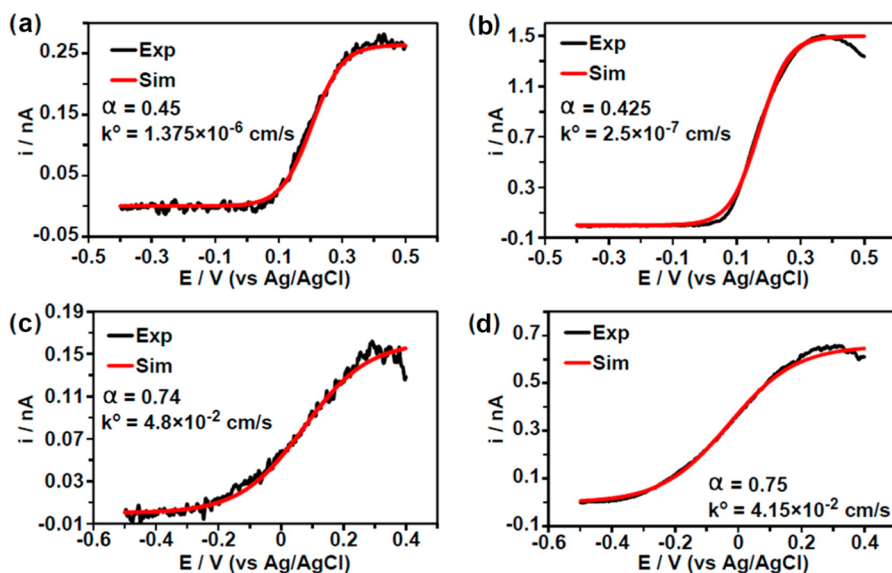 (a)
Exp
Sim
α = 0.45
kº = 1.375×10⁻⁶ cm/s
i / nA
0.25
0.15
0.05
-0.05
-0.5 -0.3 -0.1 0.1 0.3 0.5
E / V (vs Ag/AgCl)
(b)
Exp
Sim
α = 0.425
kº = 2.5×10⁻⁷ cm/s
i / nA
1.5
1.1
0.7
0.3
-0.1
-0.5 -0.3 -0.1 0.1 0.3 0.5
E / V (vs Ag/AgCl)
(c)
Exp
Sim
α = 0.74
kº = 4.8×10⁻² cm/s
i / nA
0.19
0.15
0.11
0.07
0.03
-0.01
-0.6 -0.4 -0.2 0 0.2 0.4
E / V (vs Ag/AgCl)
(d)
Exp
Sim
α = 0.75
kº = 4.15×10⁻² cm/s
i / nA
0.7
0.5
0.3
0.1
-0.1
-0.6 -0.4 -0.2 0 0.2 0.4
E / V (vs Ag/AgCl)